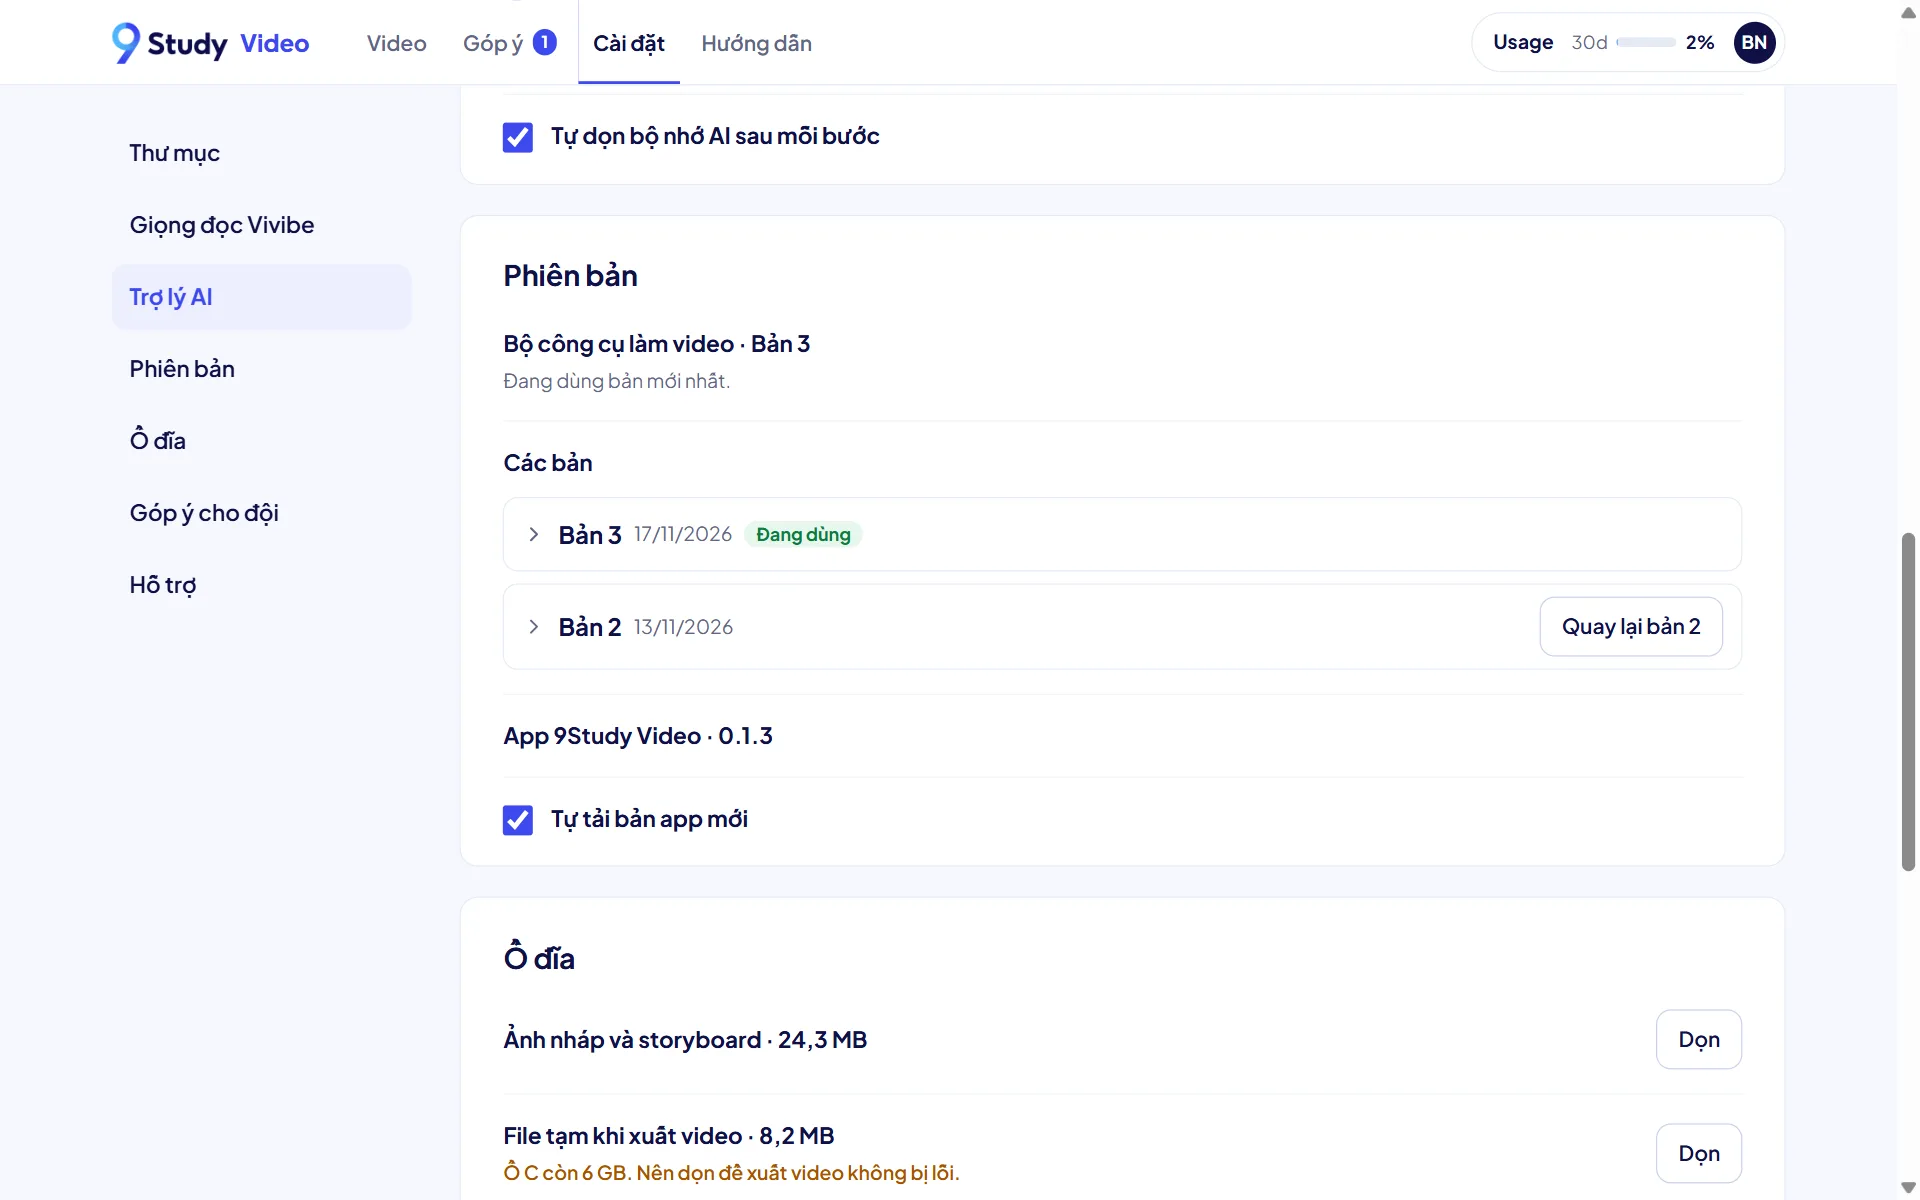 9 Study Video
Video
Góp ý 1
Cài đặt
Hướng dẫn
Usage 30d 2% BN
Thư mục
Giọng đọc Vivibe
Trợ lý AI
Phiên bản
Ổ đĩa
Góp ý cho đội
Hỗ trợ
Tự dọn bộ nhớ AI sau mỗi bước
Phiên bản
Bộ công cụ làm video · Bản 3
Đang dùng bản mới nhất.
Các bản
Bản 3 17/11/2026 Đang dùng
Bản 2 13/11/2026 Quay lại bản 2
App 9Study Video · 0.1.3
Tự tải bản app mới
Ổ đĩa
Ảnh nháp và storyboard · 24,3 MB
Dọn
File tạm khi xuất video · 8,2 MB
Ổ C còn 6 GB. Nên dọn để xuất video không bị lỗi.
Dọn